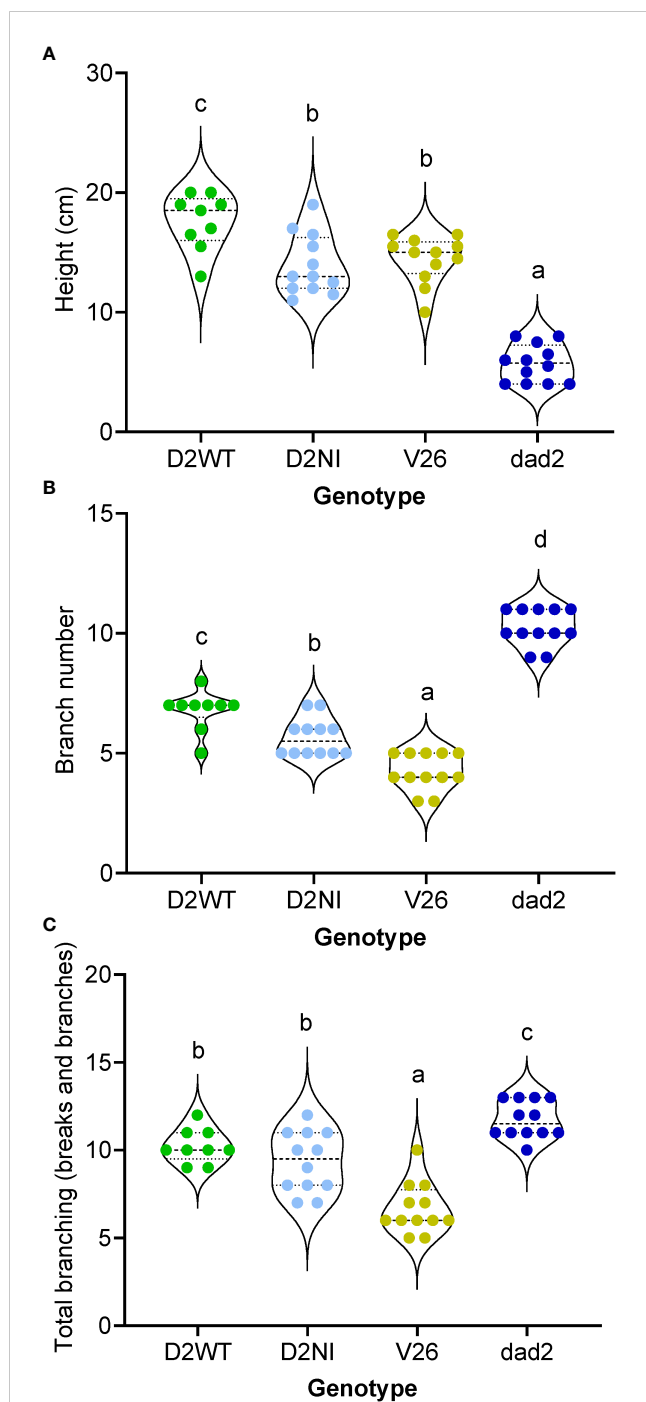 A
30
20
10
0
Height (cm)
c
b
b
a
D2WT D2NI V26 dad2
Genotype
B
15
10
5
0
Branch number
c
b
a
d
D2WT D2NI V26 dad2
Genotype
C
20
15
10
5
0
Total branching (breaks and branches)
b
b
a
c
D2WT D2NI V26 dad2
Genotype